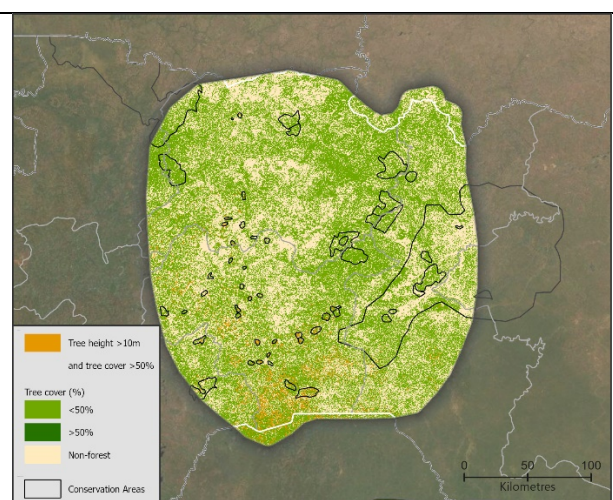 Tree height >10m
and tree cover >50%
Tree cover (%)
<50%
>50%
Non-forest
Conservation Areas
0 50 100
Kilometres